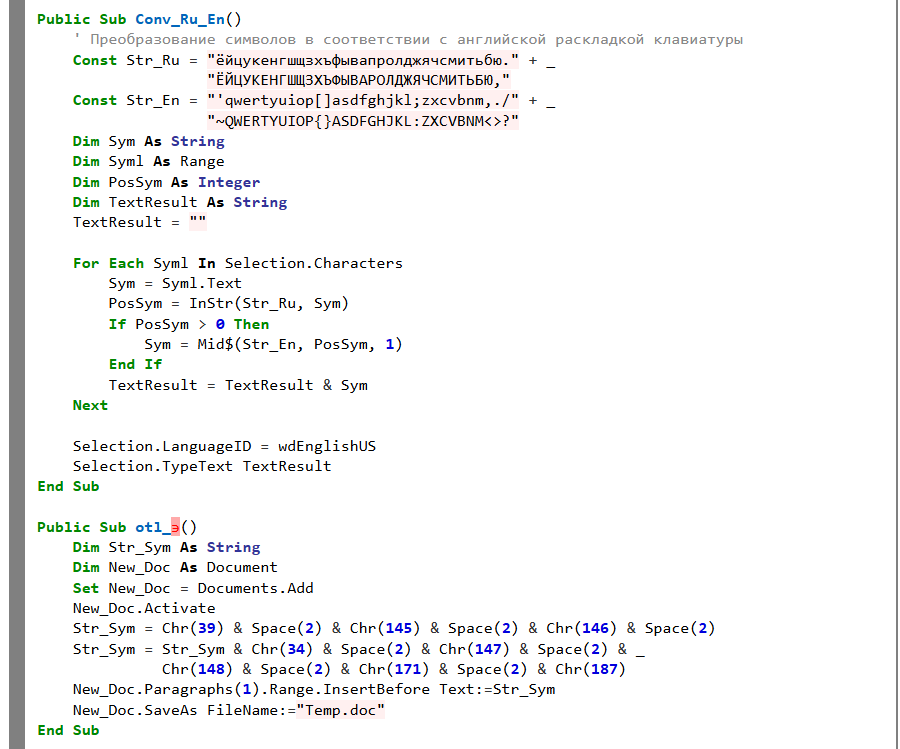 Public Sub Conv_Ru_En()
' Преобразование символов в соответствии с английской раскладкой клавиатуры
Const Str_Ru = "ёйцукенгшщзхъфывапролджячсмитьбю." + _
"ЁЙЦУКЕНГШЩЗХЪФЫВАРОЛДЖЯЧСМИТЬБЮ,"
Const Str_En = "'qwertyuiop[]asdfghjkl;zxcvbnm,./" + _
"~QWERTYUIOP{}ASDFGHJKL:ZXCVBNM<>?"
Dim Sym As String
Dim Syml As Range
Dim PosSym As Integer
Dim TextResult As String
TextResult = ""
For Each Syml In Selection.Characters
Sym = Syml.Text
PosSym = InStr(Str_Ru, Sym)
If PosSym > 0 Then
Sym = Mid$(Str_En, PosSym, 1)
End If
TextResult = TextResult & Sym
Next
Selection.LanguageID = wdEnglishUS
Selection.TypeText TextResult
End Sub
Public Sub otl_э()
Dim Str_Sym As String
Dim New_Doc As Document
Set New_Doc = Documents.Add
New_Doc.Activate
Str_Sym = Chr(39) & Space(2) & Chr(145) & Space(2) & Chr(146) & Space(2)
Str_Sym = Str_Sym & Chr(34) & Space(2) & Chr(147) & Space(2) & _
Chr(148) & Space(2) & Chr(171) & Space(2) & Chr(187)
New_Doc.Paragraphs(1).Range.InsertBefore Text:=Str_Sym
New_Doc.SaveAs FileName:="Temp.doc"
End Sub